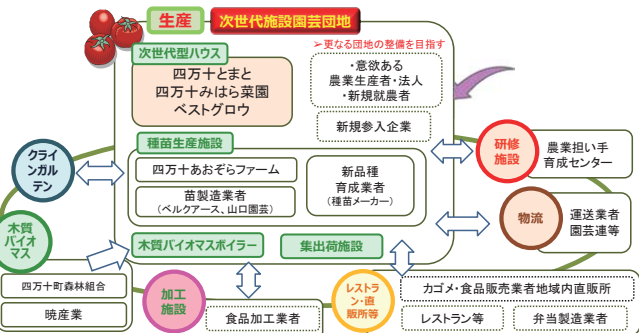 生産
次世代施設園芸団地
次世代型ハウス
四万十とまと
四万十みはら菜園
ベストグロウ
➢更なる団地の整備を目指す
・意欲ある
農業生産者・法人
・新規就農者
新規参入企業
種苗生産施設
四万十あおぞらファーム
苗製造業者
(ベルクアース、山口園芸)
新品種
育成業者
(種苗メーカー)
木質バイオマスボイラー
集出荷施設
クライ
ンガル
テン
木質
バイオ
マス
四万十町森林組合
暁産業
加工
施設
食品加工業者
レストラ
ン・直
販所等
カゴメ・食品販売業者地域内直販所
レストラン等
弁当製造業者
研修
施設
農業担い手
育成センター
物流
運送業者
園芸連等